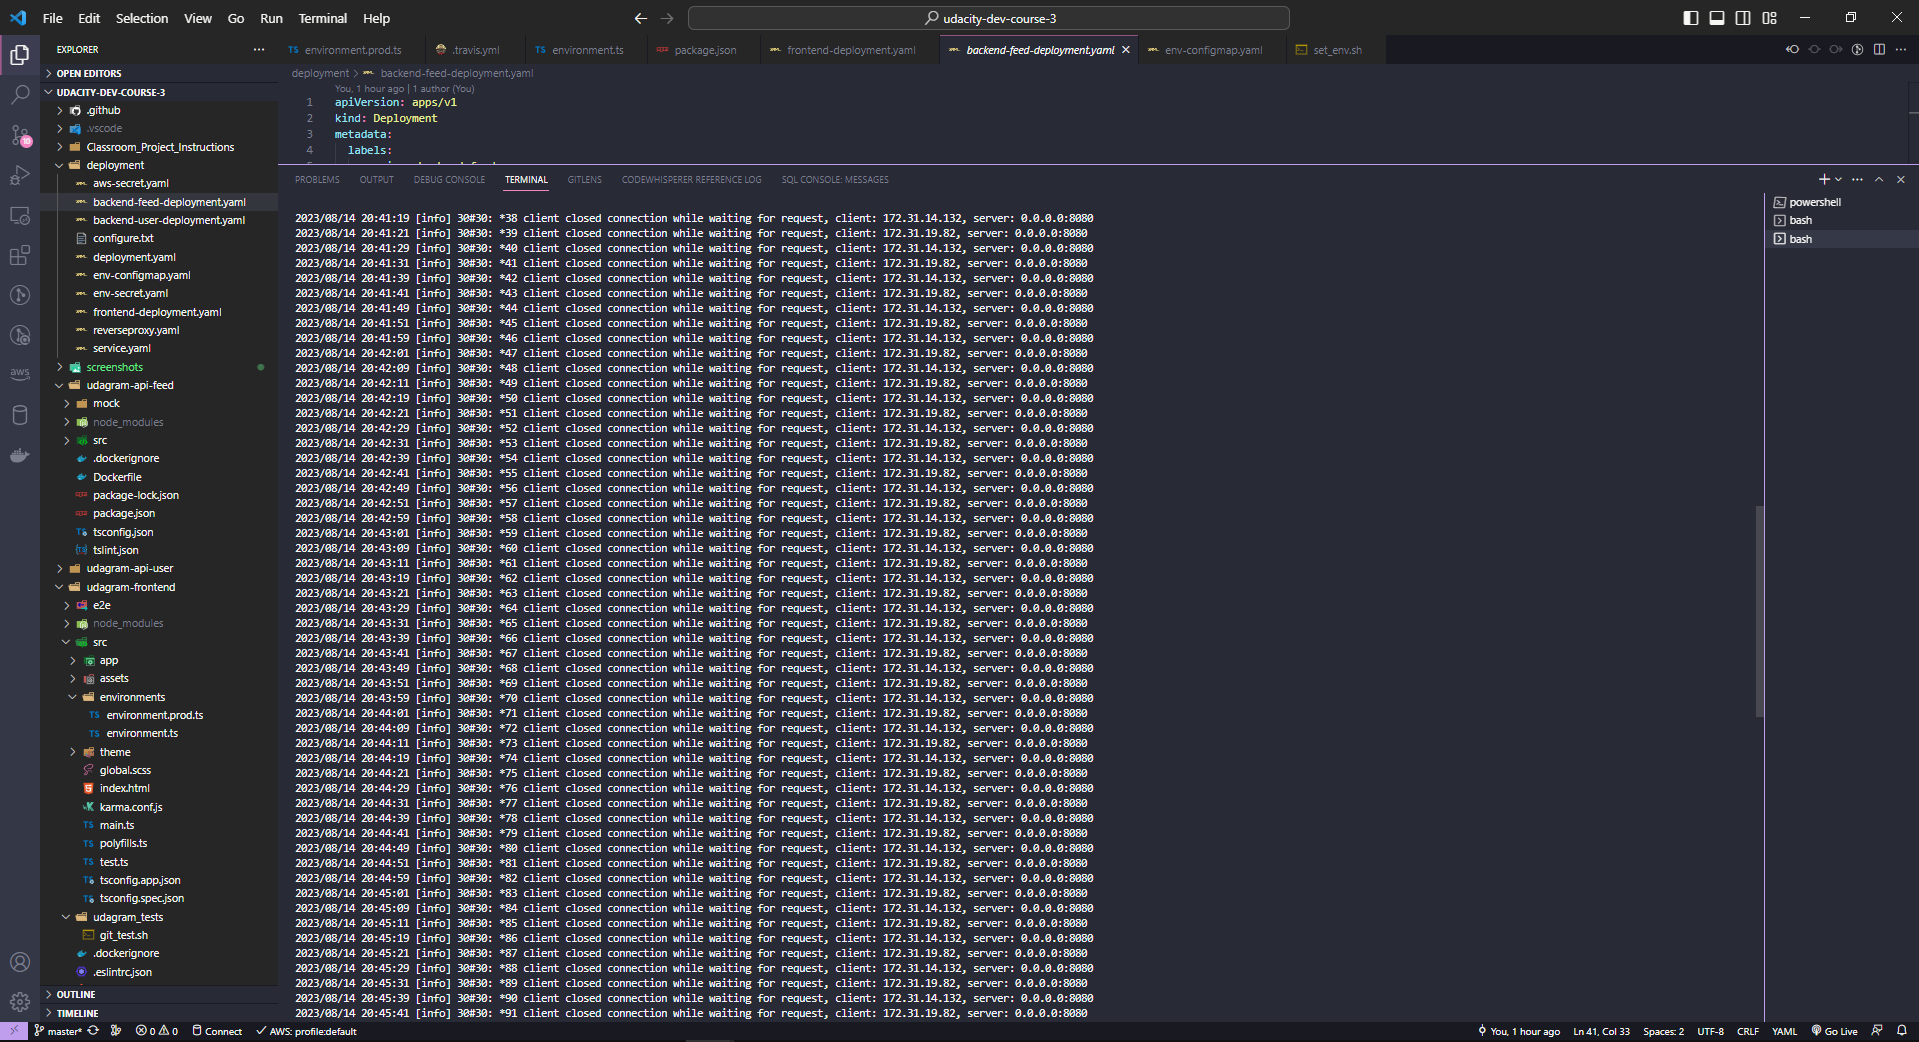 File Edit Selection View Go Run Terminal Help
udacity-dev-course-3
EXPLORER
OPEN EDITORS
UDACITY-DEV-COURSE-3
.github
.vscode
Classroom_Project_Instructions
deployment
aws-secret.yaml
backend-feed-deployment.yaml
backend-user-deployment.yaml
configure.txt
deployment.yaml
env-configmap.yaml
env-secret.yaml
frontend-deployment.yaml
reverseproxy.yaml
service.yaml
screenshots
udagram-api-feed
mock
node_modules
src
.dockerignore
Dockerfile
package-lock.json
package.json
tsconfig.json
tslint.json
udagram-api-user
udagram-frontend
e2e
node_modules
src
app
assets
environments
environment.prod.ts
environment.ts
theme
global.scss
index.html
karma.conf.js
main.ts
polyfills.ts
test.ts
tsconfig.app.json
tsconfig.spec.json
udagram_tests
git_test.sh
.dockerignore
.eslintrc.json
OUTLINE
TIMELINE
environment.prod.ts .travis.yml environment.ts package.json frontend-deployment.yaml backend-feed-deployment.yaml env-configmap.yaml set_env.sh
deployment > backend-feed-deployment.yaml
You, 1 hour ago | 1 author (You)
1 apiVersion: apps/v1
2 kind: Deployment
3 metadata:
4 labels:
PROBLEMS OUTPUT DEBUG CONSOLE TERMINAL GITLENS CODEWHISPERER REFERENCE LOG SQL CONSOLE: MESSAGES
2023/08/14 20:41:19 [info] 30#30: *38 client closed connection while waiting for request, client: 172.31.14.132, server: 0.0.0.0:8080
2023/08/14 20:41:21 [info] 30#30: *39 client closed connection while waiting for request, client: 172.31.19.82, server: 0.0.0.0:8080
2023/08/14 20:41:29 [info] 30#30: *40 client closed connection while waiting for request, client: 172.31.14.132, server: 0.0.0.0:8080
2023/08/14 20:41:31 [info] 30#30: *41 client closed connection while waiting for request, client: 172.31.19.82, server: 0.0.0.0:8080
2023/08/14 20:41:39 [info] 30#30: *42 client closed connection while waiting for request, client: 172.31.14.132, server: 0.0.0.0:8080
2023/08/14 20:41:41 [info] 30#30: *43 client closed connection while waiting for request, client: 172.31.19.82, server: 0.0.0.0:8080
2023/08/14 20:41:49 [info] 30#30: *44 client closed connection while waiting for request, client: 172.31.14.132, server: 0.0.0.0:8080
2023/08/14 20:41:51 [info] 30#30: *45 client closed connection while waiting for request, client: 172.31.19.82, server: 0.0.0.0:8080
2023/08/14 20:41:59 [info] 30#30: *46 client closed connection while waiting for request, client: 172.31.14.132, server: 0.0.0.0:8080
2023/08/14 20:42:01 [info] 30#30: *47 client closed connection while waiting for request, client: 172.31.19.82, server: 0.0.0.0:8080
2023/08/14 20:42:09 [info] 30#30: *48 client closed connection while waiting for request, client: 172.31.14.132, server: 0.0.0.0:8080
2023/08/14 20:42:11 [info] 30#30: *49 client closed connection while waiting for request, client: 172.31.19.82, server: 0.0.0.0:8080
2023/08/14 20:42:19 [info] 30#30: *50 client closed connection while waiting for request, client: 172.31.14.132, server: 0.0.0.0:8080
2023/08/14 20:42:21 [info] 30#30: *51 client closed connection while waiting for request, client: 172.31.19.82, server: 0.0.0.0:8080
2023/08/14 20:42:29 [info] 30#30: *52 client closed connection while waiting for request, client: 172.31.14.132, server: 0.0.0.0:8080
2023/08/14 20:42:31 [info] 30#30: *53 client closed connection while waiting for request, client: 172.31.19.82, server: 0.0.0.0:8080
2023/08/14 20:42:39 [info] 30#30: *54 client closed connection while waiting for request, client: 172.31.14.132, server: 0.0.0.0:8080
2023/08/14 20:42:41 [info] 30#30: *55 client closed connection while waiting for request, client: 172.31.19.82, server: 0.0.0.0:8080
2023/08/14 20:42:49 [info] 30#30: *56 client closed connection while waiting for request, client: 172.31.14.132, server: 0.0.0.0:8080
2023/08/14 20:42:51 [info] 30#30: *57 client closed connection while waiting for request, client: 172.31.19.82, server: 0.0.0.0:8080
2023/08/14 20:42:59 [info] 30#30: *58 client closed connection while waiting for request, client: 172.31.14.132, server: 0.0.0.0:8080
2023/08/14 20:43:01 [info] 30#30: *59 client closed connection while waiting for request, client: 172.31.19.82, server: 0.0.0.0:8080
2023/08/14 20:43:09 [info] 30#30: *60 client closed connection while waiting for request, client: 172.31.14.132, server: 0.0.0.0:8080
2023/08/14 20:43:11 [info] 30#30: *61 client closed connection while waiting for request, client: 172.31.19.82, server: 0.0.0.0:8080
2023/08/14 20:43:19 [info] 30#30: *62 client closed connection while waiting for request, client: 172.31.14.132, server: 0.0.0.0:8080
2023/08/14 20:43:21 [info] 30#30: *63 client closed connection while waiting for request, client: 172.31.19.82, server: 0.0.0.0:8080
2023/08/14 20:43:29 [info] 30#30: *64 client closed connection while waiting for request, client: 172.31.14.132, server: 0.0.0.0:8080
2023/08/14 20:43:31 [info] 30#30: *65 client closed connection while waiting for request, client: 172.31.19.82, server: 0.0.0.0:8080
2023/08/14 20:43:39 [info] 30#30: *66 client closed connection while waiting for request, client: 172.31.14.132, server: 0.0.0.0:8080
2023/08/14 20:43:41 [info] 30#30: *67 client closed connection while waiting for request, client: 172.31.19.82, server: 0.0.0.0:8080
2023/08/14 20:43:49 [info] 30#30: *68 client closed connection while waiting for request, client: 172.31.14.132, server: 0.0.0.0:8080
2023/08/14 20:43:51 [info] 30#30: *69 client closed connection while waiting for request, client: 172.31.19.82, server: 0.0.0.0:8080
2023/08/14 20:43:59 [info] 30#30: *70 client closed connection while waiting for request, client: 172.31.14.132, server: 0.0.0.0:8080
2023/08/14 20:44:01 [info] 30#30: *71 client closed connection while waiting for request, client: 172.31.19.82, server: 0.0.0.0:8080
2023/08/14 20:44:09 [info] 30#30: *72 client closed connection while waiting for request, client: 172.31.14.132, server: 0.0.0.0:8080
2023/08/14 20:44:11 [info] 30#30: *73 client closed connection while waiting for request, client: 172.31.19.82, server: 0.0.0.0:8080
2023/08/14 20:44:19 [info] 30#30: *74 client closed connection while waiting for request, client: 172.31.14.132, server: 0.0.0.0:8080
2023/08/14 20:44:21 [info] 30#30: *75 client closed connection while waiting for request, client: 172.31.19.82, server: 0.0.0.0:8080
2023/08/14 20:44:29 [info] 30#30: *76 client closed connection while waiting for request, client: 172.31.14.132, server: 0.0.0.0:8080
2023/08/14 20:44:31 [info] 30#30: *77 client closed connection while waiting for request, client: 172.31.19.82, server: 0.0.0.0:8080
2023/08/14 20:44:39 [info] 30#30: *78 client closed connection while waiting for request, client: 172.31.14.132, server: 0.0.0.0:8080
2023/08/14 20:44:41 [info] 30#30: *79 client closed connection while waiting for request, client: 172.31.19.82, server: 0.0.0.0:8080
2023/08/14 20:44:49 [info] 30#30: *80 client closed connection while waiting for request, client: 172.31.14.132, server: 0.0.0.0:8080
2023/08/14 20:44:51 [info] 30#30: *81 client closed connection while waiting for request, client: 172.31.19.82, server: 0.0.0.0:8080
2023/08/14 20:44:59 [info] 30#30: *82 client closed connection while waiting for request, client: 172.31.14.132, server: 0.0.0.0:8080
2023/08/14 20:45:01 [info] 30#30: *83 client closed connection while waiting for request, client: 172.31.19.82, server: 0.0.0.0:8080
2023/08/14 20:45:09 [info] 30#30: *84 client closed connection while waiting for request, client: 172.31.14.132, server: 0.0.0.0:8080
2023/08/14 20:45:11 [info] 30#30: *85 client closed connection while waiting for request, client: 172.31.19.82, server: 0.0.0.0:8080
2023/08/14 20:45:19 [info] 30#30: *86 client closed connection while waiting for request, client: 172.31.14.132, server: 0.0.0.0:8080
2023/08/14 20:45:21 [info] 30#30: *87 client closed connection while waiting for request, client: 172.31.19.82, server: 0.0.0.0:8080
2023/08/14 20:45:29 [info] 30#30: *88 client closed connection while waiting for request, client: 172.31.14.132, server: 0.0.0.0:8080
2023/08/14 20:45:31 [info] 30#30: *89 client closed connection while waiting for request, client: 172.31.19.82, server: 0.0.0.0:8080
2023/08/14 20:45:39 [info] 30#30: *90 client closed connection while waiting for request, client: 172.31.14.132, server: 0.0.0.0:8080
2023/08/14 20:45:41 [info] 30#30: *91 client closed connection while waiting for request, client: 172.31.19.82, server: 0.0.0.0:8080
powershell
bash
bash
aws
master* 0 0 Connect AWS: profile:default You, 1 hour ago Ln 41, Col 33 Spaces: 2 UTF-8 CRLF YAML Go Live